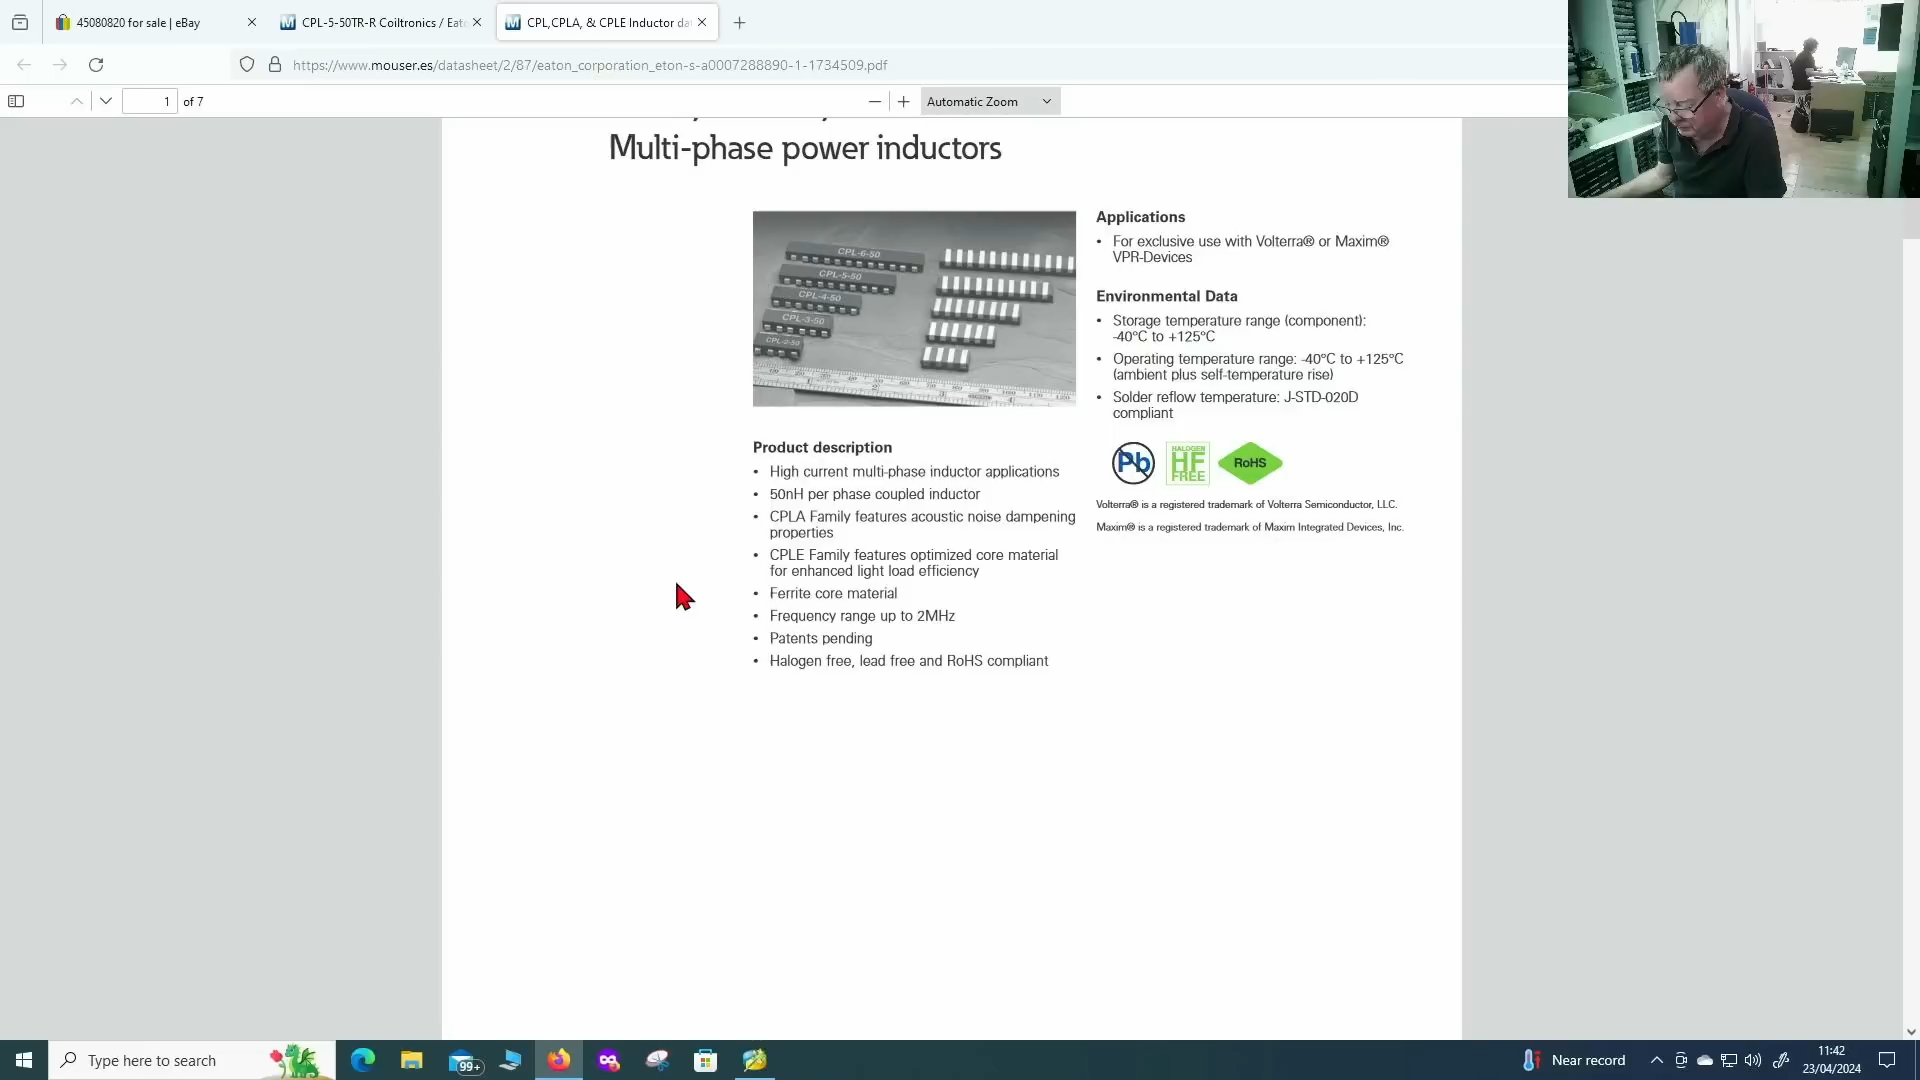 45080820 for sale | eBay
CPL-5-50TR-R Coiltronics / Eat
CPL,CPLA, & CPLE Inductor da
https://www.mouser.es/datasheet/2/87/eaton_corporation_eton-s-a0007288890-1-1734509.pdf
1 of 7
Automatic Zoom
Multi-phase power inductors
CPL-6-50
CPL-5-50
CPL-4-50
CPL-3-50
CPL-2-50
Applications
• For exclusive use with Volterra® or Maxim®
VPR-Devices
Environmental Data
• Storage temperature range (component):
-40°C to +125°C
• Operating temperature range: -40°C to +125°C
(ambient plus self-temperature rise)
• Solder reflow temperature: J-STD-020D
compliant
Pb
HALOGEN
HF
FREE
RoHS
Volterra® is a registered trademark of Volterra Semiconductor, LLC.
Maxim® is a registered trademark of Maxim Integrated Devices, Inc.
Product description
• High current multi-phase inductor applications
• 50nH per phase coupled inductor
• CPLA Family features acoustic noise dampening
properties
• CPLE Family features optimized core material
for enhanced light load efficiency
• Ferrite core material
• Frequency range up to 2MHz
• Patents pending
• Halogen free, lead free and RoHS compliant
Type here to search
99+
Near record
11:42
23/04/2024